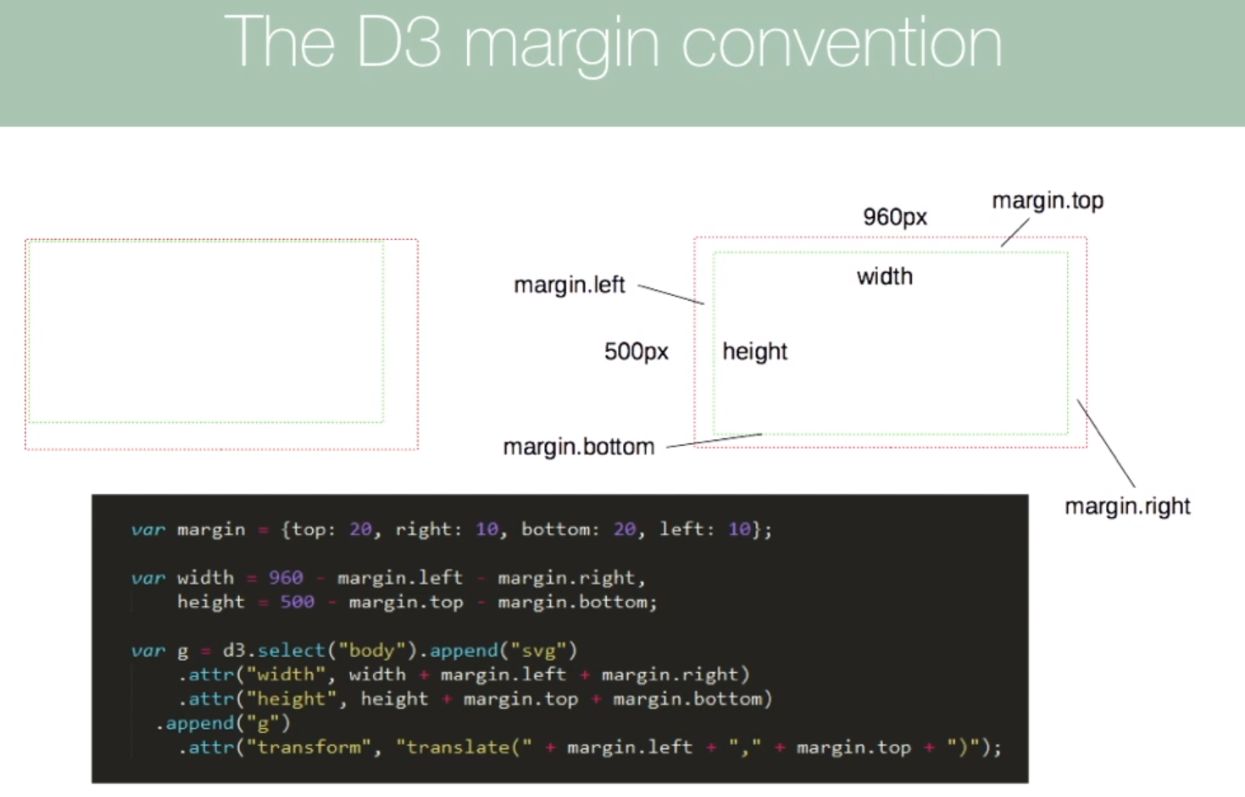 The D3 margin convention
margin.top
960px
margin.left
width
500px
height
margin.bottom
margin.right
var margin = {top: 20, right: 10, bottom: 20, left: 10};
var width = 960 - margin.left - margin.right,
height = 500 - margin.top - margin.bottom;
var g = d3.select("body").append("svg")
.attr("width", width + margin.left + margin.right)
.attr("height", height + margin.top + margin.bottom)
.append("g")
.attr("transform", "translate(" + margin.left + "," + margin.top + ")");